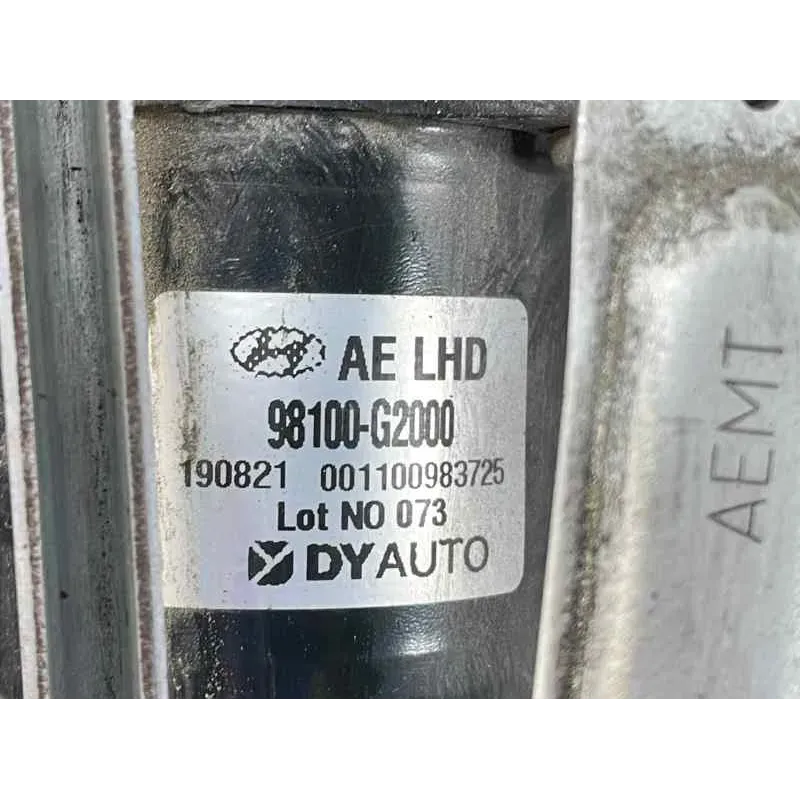 AE LHD
98100-G2000
190821 001100983725
Lot NO 073
DYAUTO
AEMT